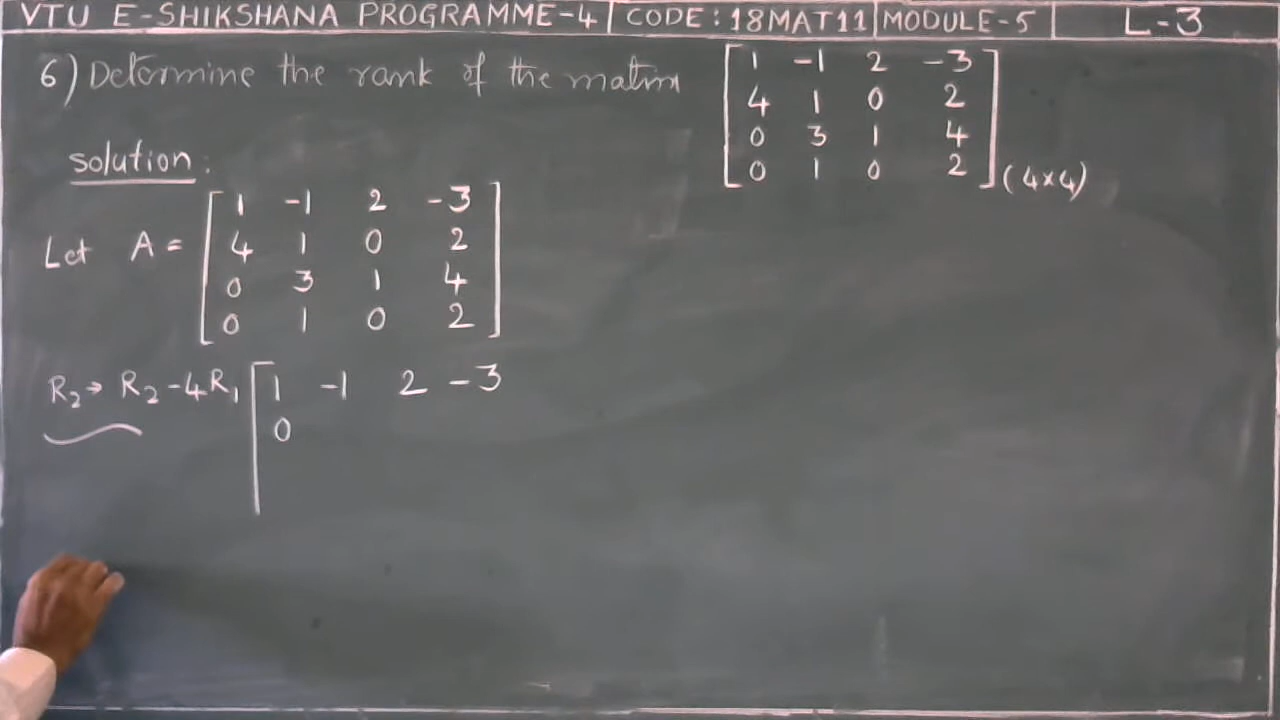 VTU E-SHIKSHANA PROGRAMME-4 | CODE: 18MAT11 | MODULE-5 | L-3
6) Determine the rank of the matrix
1 -1 2 -3
4 1 0 2
0 3 1 4
0 1 0 2
(4×4)
Solution:
Let A =
1 -1 2 -3
4 1 0 2
0 3 1 4
0 1 0 2
R₂→ R₂-4R₁ [ 1 -1 2 -3
0